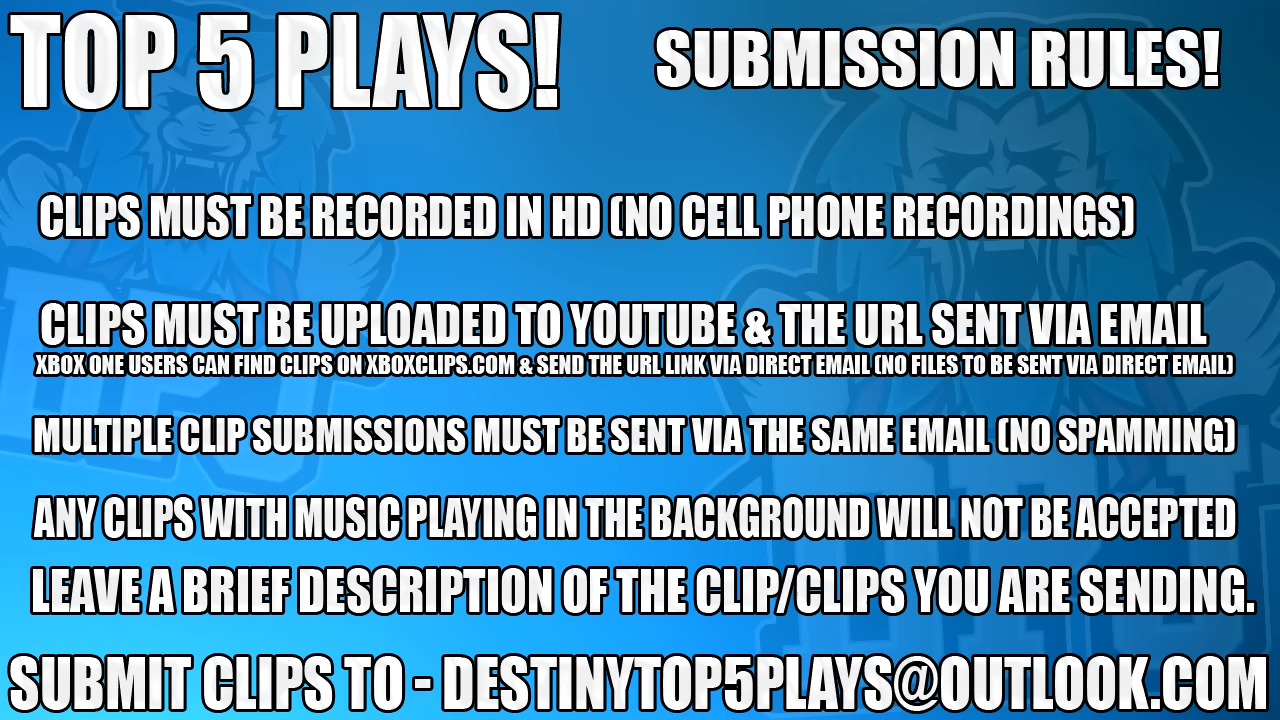 TOP 5 PLAYS!
SUBMISSION RULES!
CLIPS MUST BE RECORDED IN HD (NO CELL PHONE RECORDINGS)
CLIPS MUST BE UPLOADED TO YOUTUBE & THE URL SENT VIA EMAIL
XBOX ONE USERS CAN FIND CLIPS ON XBOXCLIPS.COM & SEND THE URL LINK VIA DIRECT EMAIL (NO FILES TO BE SENT VIA DIRECT EMAIL)
MULTIPLE CLIP SUBMISSIONS MUST BE SENT VIA THE SAME EMAIL (NO SPAMMING)
ANY CLIPS WITH MUSIC PLAYING IN THE BACKGROUND WILL NOT BE ACCEPTED
LEAVE A BRIEF DESCRIPTION OF THE CLIP/CLIPS YOU ARE SENDING.
SUBMIT CLIPS TO - DESTINYTOP5PLAYS@OUTLOOK.COM